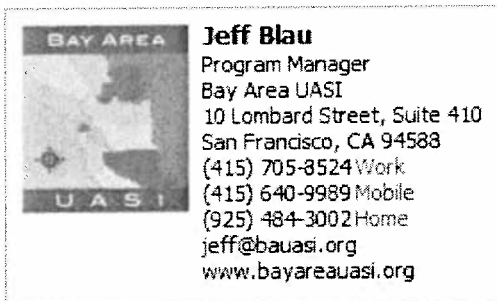 BAY AREA
UASI
Jeff Blau
Program Manager
Bay Area UASI
10 Lombard Street, Suite 410
San Francisco, CA 94588
(415) 705-8524 Work
(415) 640-9989 Mobile
(925) 484-3002 Home
jeff@bauasi.org
www.bayareauasi.org